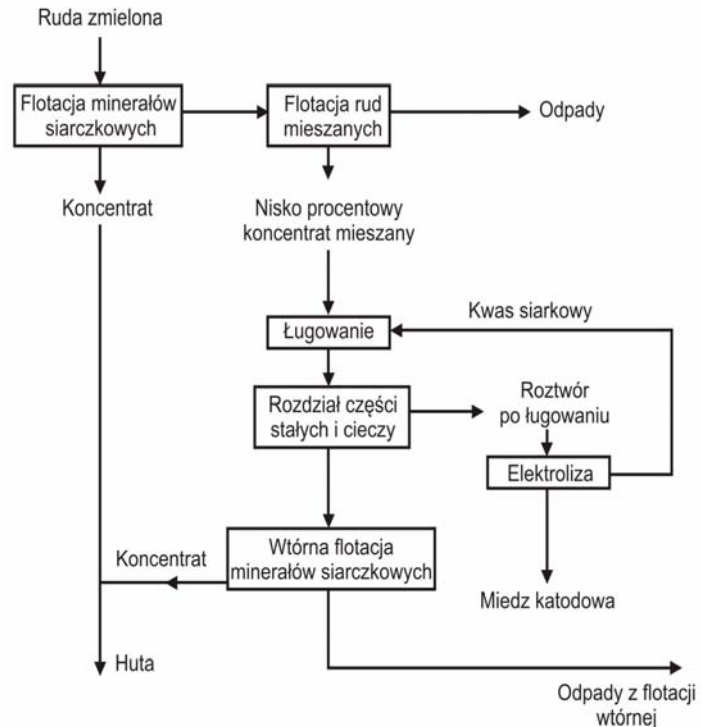 Ruda zmielona
Flotacja minerałów
siarczkowych
Flotacja rud
mieszanych
Odpady
Koncentrat
Nisko procentowy
koncentrat mieszany
Kwas siarkowy
Ługowanie
Rozdział części
stałych i cieczy
Roztwór
po ługowaniu
Elektroliza
Koncentrat
Wtórna flotacja
minerałów siarczkowych
Miedz katodowa
Huta
Odpady z flotacji
wtórnej